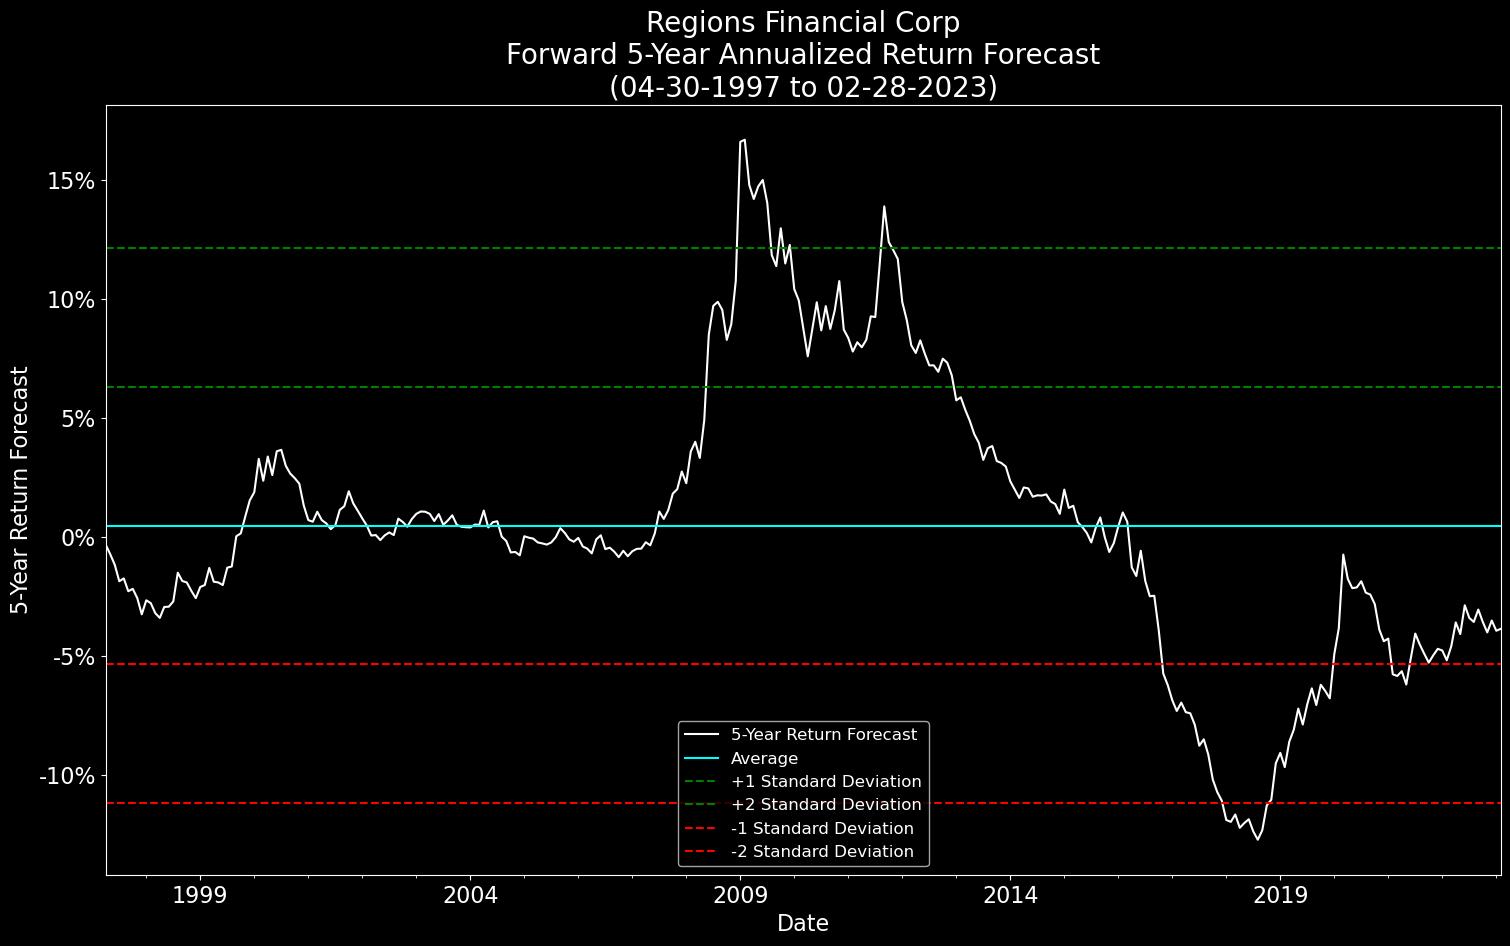 Regions Financial Corp
Forward 5-Year Annualized Return Forecast
(04-30-1997 to 02-28-2023)
5-Year Return Forecast
15%
10%
5%
0%
-5%
-10%
5-Year Return Forecast
Average
+1 Standard Deviation
+2 Standard Deviation
-1 Standard Deviation
-2 Standard Deviation
1999
2004
2009
2014
2019
Date